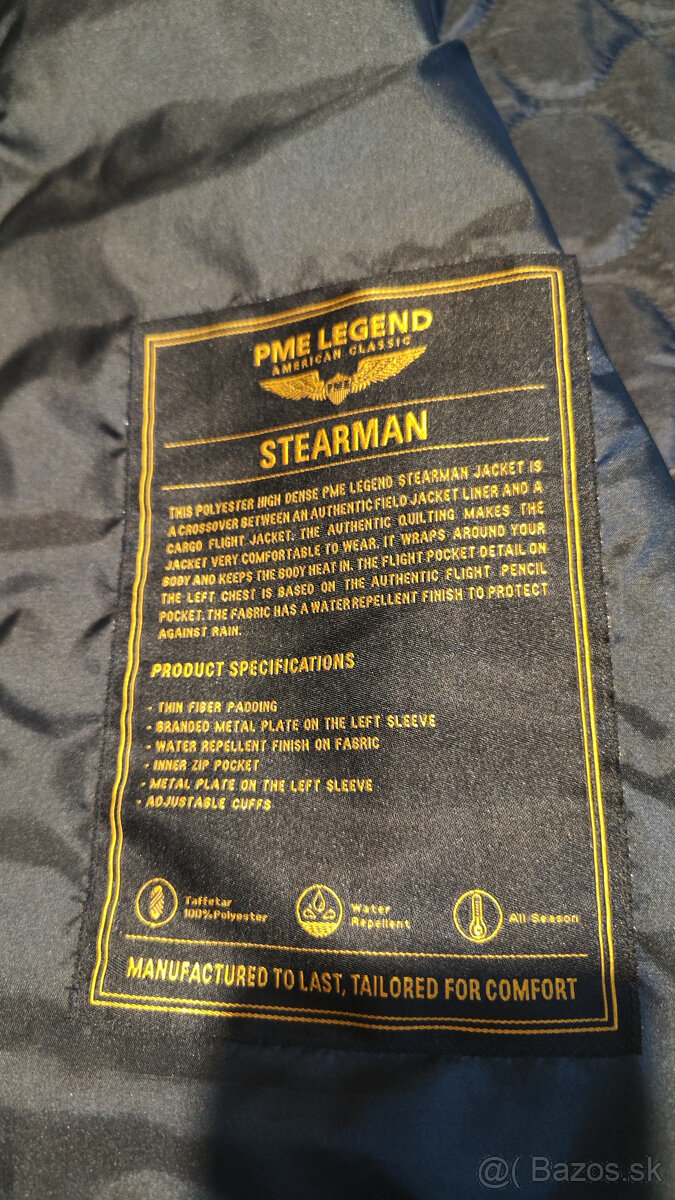 PME LEGEND
AMERICAN CLASSIC
PME
STEARMAN
THIS POLYESTER HIGH DENSE PME LEGEND STEARMAN JACKET IS
A CROSSOVER BETWEEN AN AUTHENTIC FIELD JACKET LINER AND A
CARGO FLIGHT JACKET. THE AUTHENTIC QUILTING MAKES THE
JACKET VERY COMFORTABLE TO WEAR. IT WRAPS AROUND YOUR
BODY AND KEEPS THE BODY HEAT IN. THE FLIGHT POCKET DETAIL ON
THE LEFT CHEST IS BASED ON THE AUTHENTIC FLIGHT PENCIL
POCKET. THE FABRIC HAS A WATER REPELLENT FINISH TO PROTECT
AGAINST RAIN.
PRODUCT SPECIFICATIONS
- THIN FIBER PADDING
- BRANDED METAL PLATE ON THE LEFT SLEEVE
- WATER REPELLENT FINISH ON FABRIC
- INNER ZIP POCKET
- METAL PLATE ON THE LEFT SLEEVE
- ADJUSTABLE CUFFS
Taffetar
100%Polyester
Water
Repellent
All Season
MANUFACTURED TO LAST, TAILORED FOR COMFORT
@( Bazos.sk